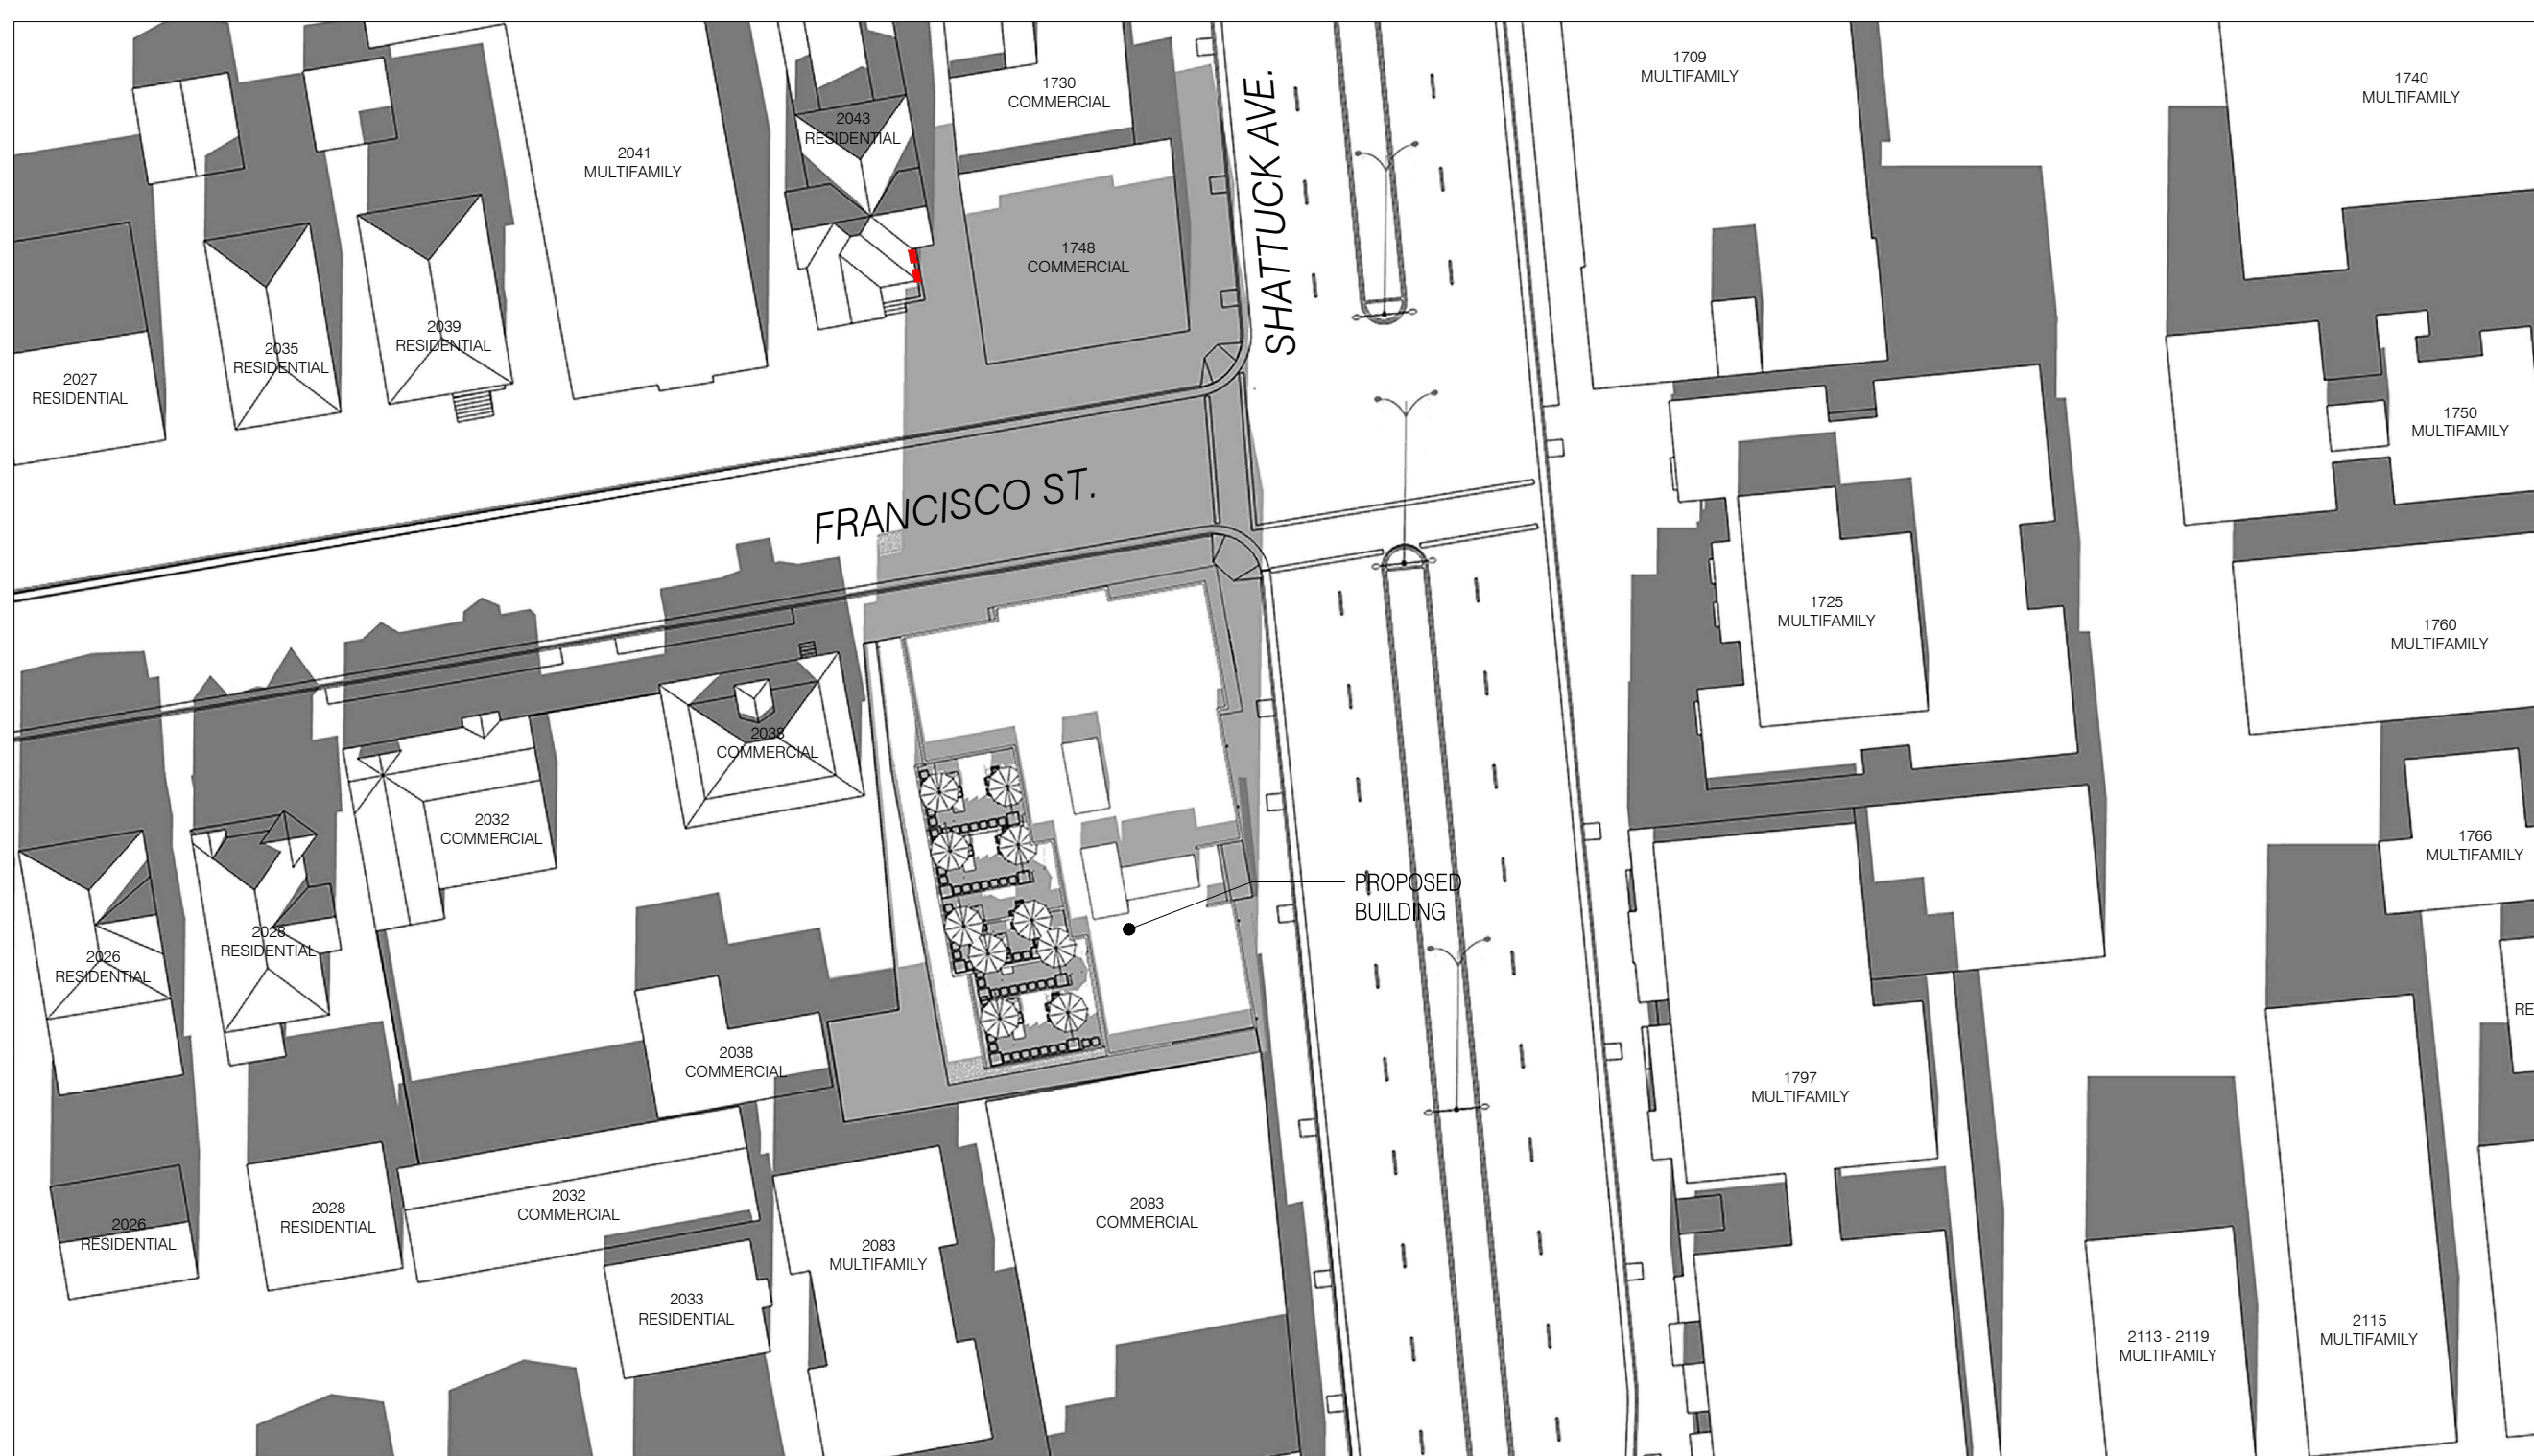 1709
MULTIFAMILY
1740
MULTIFAMILY
1730
COMMERCIAL
2043
RESIDENTIAL
2041
MULTIFAMILY
SHATTUCK AVE.
1748
COMMERCIAL
2039
RESIDENTIAL
2035
RESIDENTIAL
2027
RESIDENTIAL
1750
MULTIFAMILY
FRANCISCO ST.
1725
MULTIFAMILY
1760
MULTIFAMILY
2038
COMMERCIAL
2032
COMMERCIAL
1766
MULTIFAMILY
PROPOSED
BUILDING
2028
RESIDENTIAL
2026
RESIDENTIAL
RE
2038
COMMERCIAL
1797
MULTIFAMILY
2032
COMMERCIAL
2028
RESIDENTIAL
2026
RESIDENTIAL
2083
COMMERCIAL
2083
MULTIFAMILY
2033
RESIDENTIAL
2113 - 2119
MULTIFAMILY
2115
MULTIFAMILY